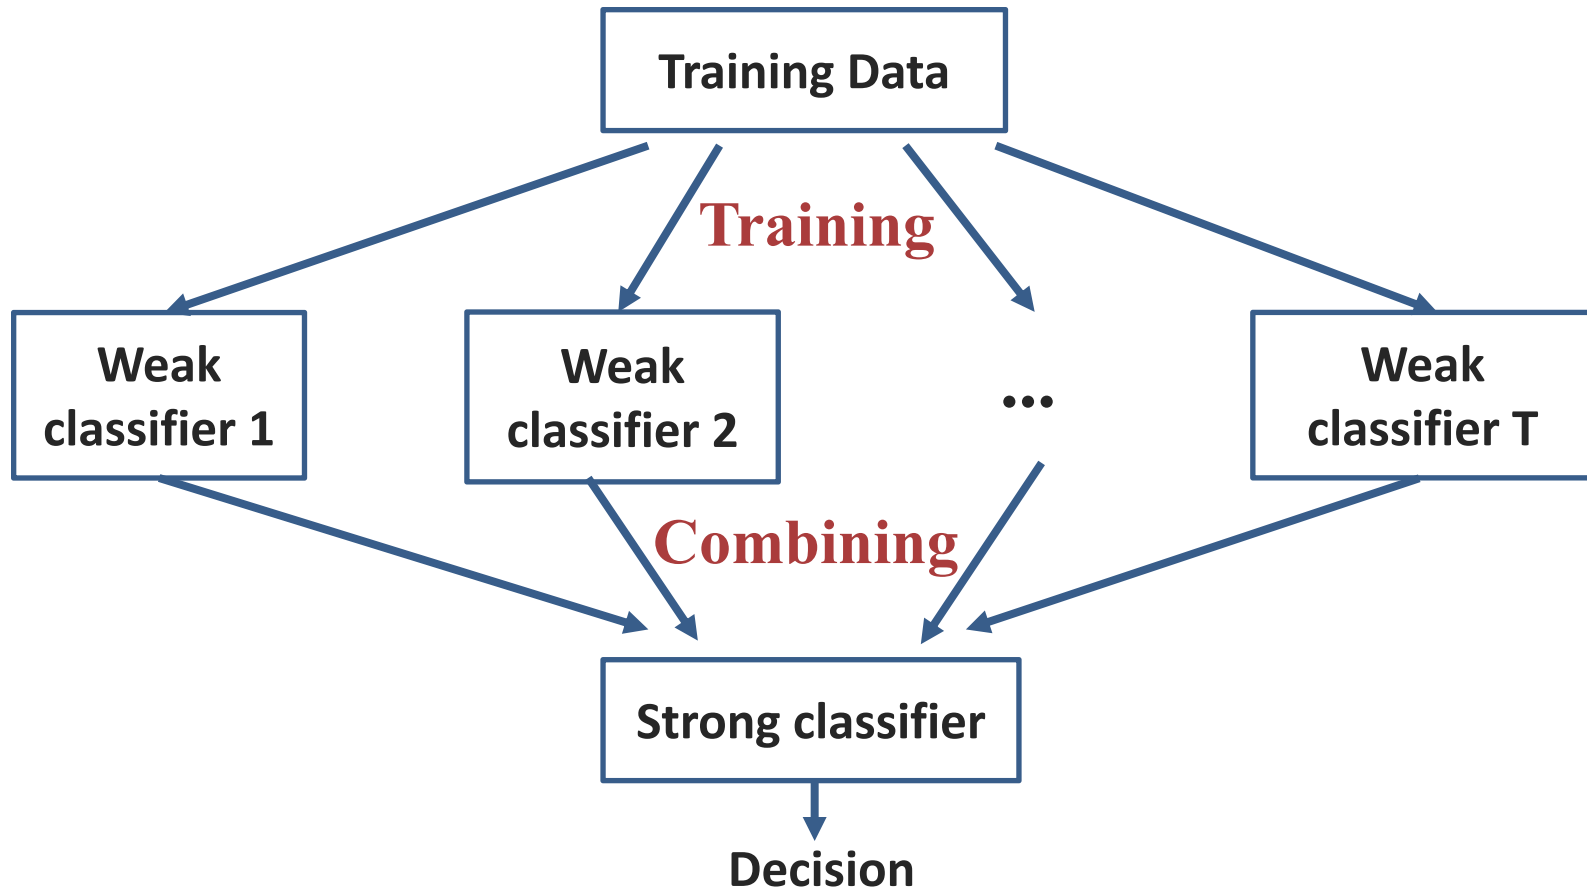 Training Data
Training
Weak
classifier 1
Weak
classifier 2
...
Weak
classifier T
Combining
Strong classifier
Decision